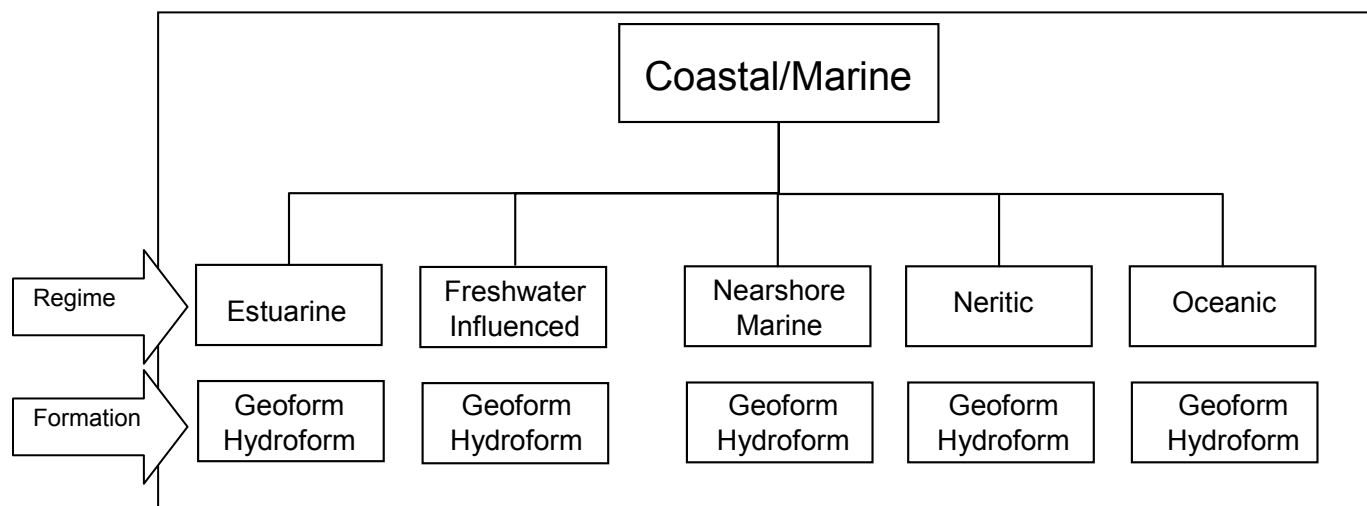 Coastal/Marine
Regime
Estuarine
Freshwater
Influenced
Nearshore
Marine
Neritic
Oceanic
Formation
Geoform
Hydroform
Geoform
Hydroform
Geoform
Hydroform
Geoform
Hydroform
Geoform
Hydroform